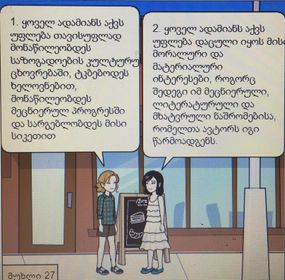 1. ყოველ ადამიანს აქვს
უფლება თავისუფლად
მონაწილეობდეს
საზოგადოების კულტურულ
ცხოვრებაში, ტკბებოდეს
ხელოვნებით,
მონაწილეობდეს
მეცნიერულ პროგრესში
და სარგებლობდეს მისი
სიკეთით
2. ყოველ ადამიანს აქვს
უფლება დაცული იყოს მისი
მორალური და
მატერიალური
ინტერესები, როგორც
შედეგი იმ მეცნიერული,
ლიტერატურული და
მხატვრული ნაშრომებისა,
რომელთა ავტორს იგი
წარმოადგენს.
მუხლი 27